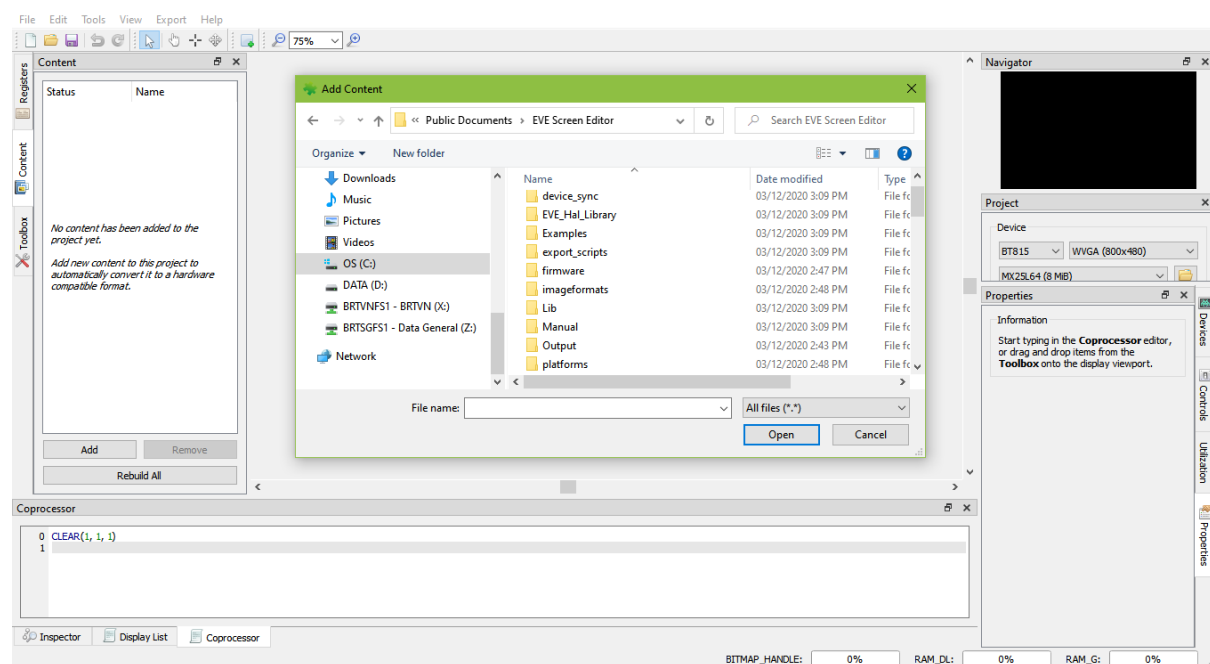 File Edit Tools View Export Help
75%
Registers
Content
Toolbox
Content
Status Name
No content has been added to the
project yet.
Add new content to this project to
automatically convert it to a hardware
compatible format.
Add Remove
Rebuild All
Add Content
« Public Documents › EVE Screen Editor
Search EVE Screen Editor
Organize New folder
Downloads
Music
Pictures
Videos
OS (C:)
DATA (D:)
BRTVNFS1 - BRTVN (X:)
BRTSGFS1 - Data General (Z:)
Network
Name Date modified Type
device_sync 03/12/2020 3:09 PM File fc
EVE_Hal_Library 03/12/2020 3:09 PM File fc
Examples 03/12/2020 3:09 PM File fc
export_scripts 03/12/2020 3:09 PM File fc
firmware 03/12/2020 2:47 PM File fc
imageformats 03/12/2020 2:48 PM File fc
Lib 03/12/2020 3:09 PM File fc
Manual 03/12/2020 3:09 PM File fc
Output 03/12/2020 2:43 PM File fc
platforms 03/12/2020 2:48 PM File fc
File name: All files (*.*)
Open Cancel
Navigator
Project
Device
BT815 WVGA (800x480)
MX25L64 (8 MiB)
Properties
Information
Start typing in the Coprocessor editor,
or drag and drop items from the
Toolbox onto the display viewport.
Devices
Controls
Utilization
Properties
Coprocessor
0 CLEAR(1, 1, 1)
1
Inspector Display List Coprocessor
BITMAP_HANDLE: 0% RAM_DL: 0% RAM_G: 0%